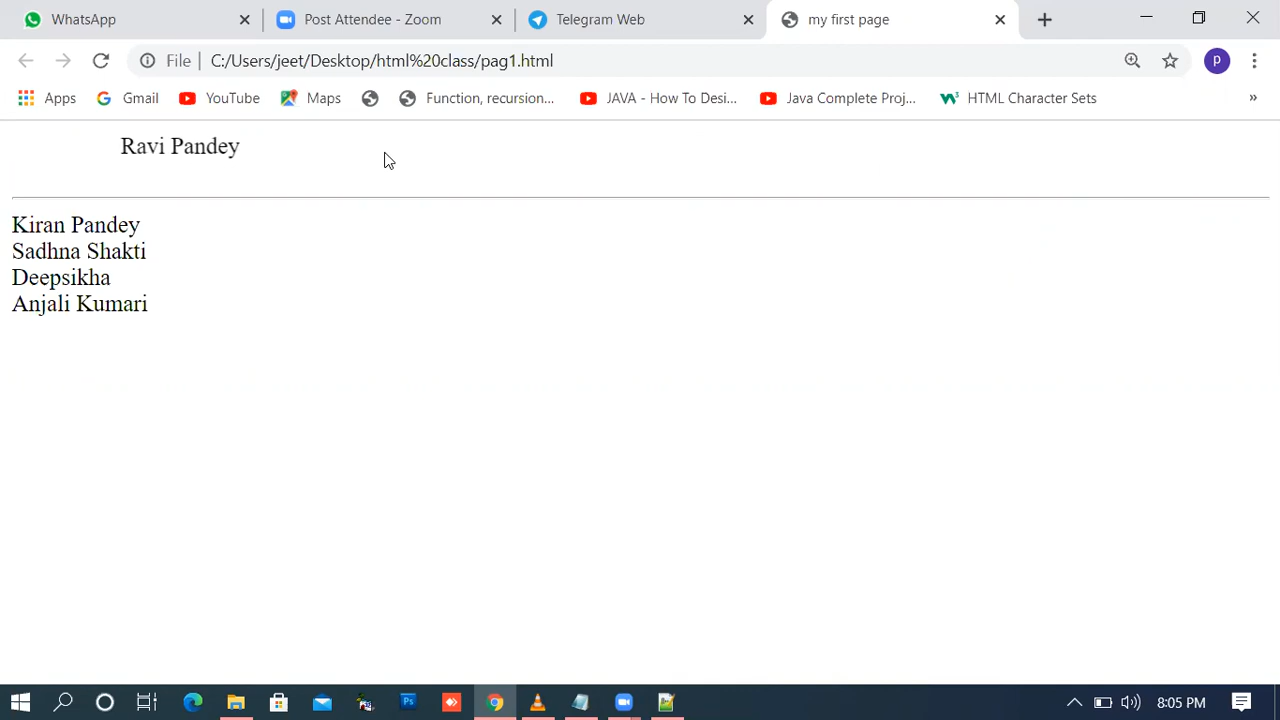 WhatsApp
Post Attendee - Zoom
Telegram Web
my first page
File
C:/Users/jeet/Desktop/html%20class/pag1.html
p
Apps
Gmail
YouTube
Maps
Function, recursion...
JAVA - How To Desi...
Java Complete Proj...
HTML Character Sets
»
Ravi Pandey
Kiran Pandey
Sadhna Shakti
Deepsikha
Anjali Kumari
Ps
8:05 PM